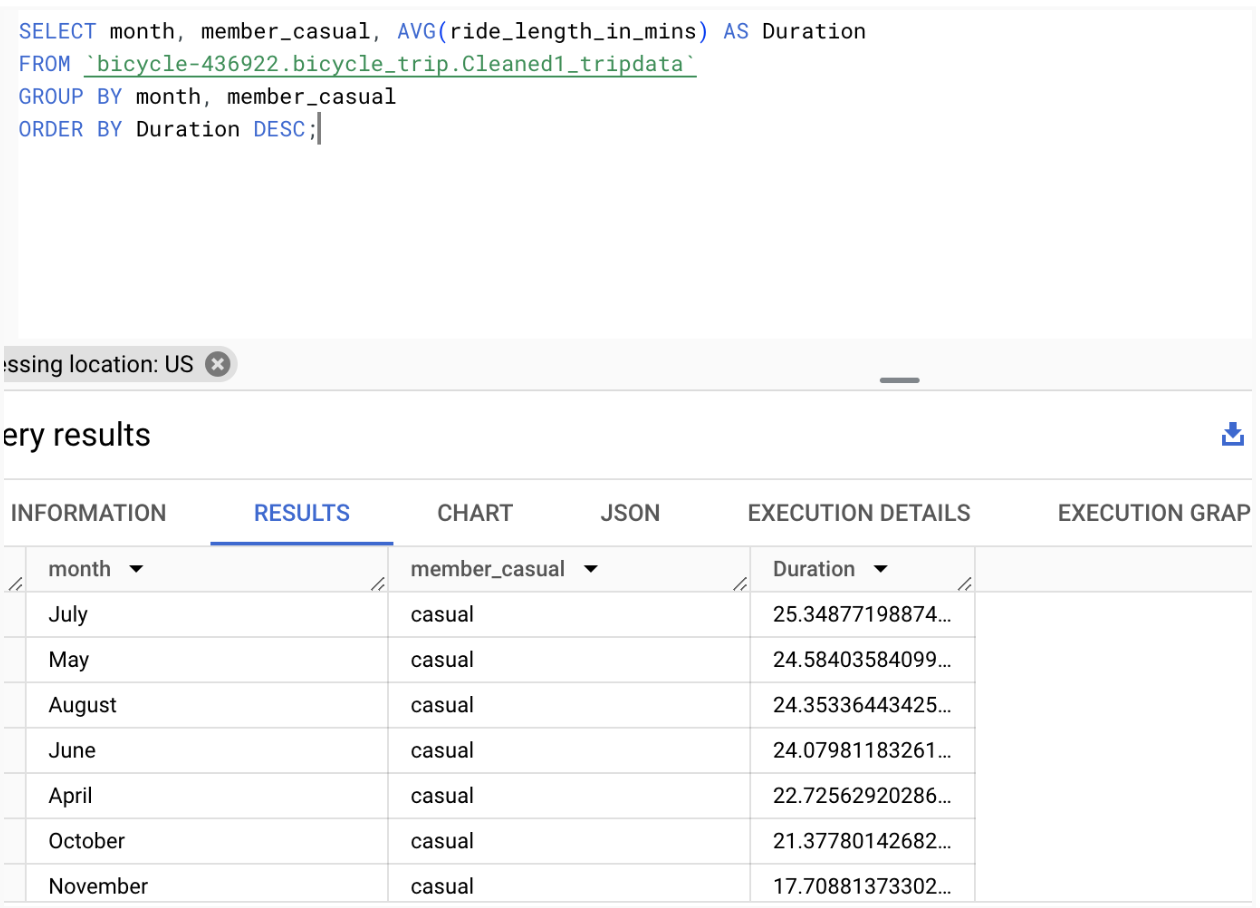 SELECT month, member_casual, AVG(ride_length_in_mins) AS Duration
FROM `bicycle-436922.bicycle_trip.Cleaned1_tripdata`
GROUP BY month, member_casual
ORDER BY Duration DESC;
essing location: US
ery results
INFORMATION RESULTS CHART JSON EXECUTION DETAILS EXECUTION GRAP
month member_casual Duration
July casual 25.34877198874...
May casual 24.58403584099...
August casual 24.35336443425...
June casual 24.07981183261...
April casual 22.72562920286...
October casual 21.37780142682...
November casual 17.70881373302...